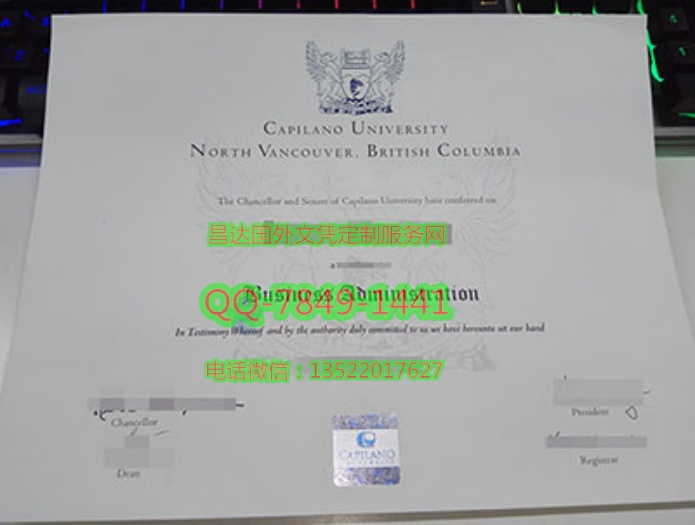 CAPILANO UNIVERSITY
NORTH VANCOUVER, BRITISH COLUMBIA
The Chancellor and Senate of Capilano University have conferred on
昌达国外文凭定制服务网
a
Business Administration
QQ-7849-1441
In Testimony Whereof and by the authority duly committed to us we have hereunto set our hand
电话微信：13522017627
Chancellor
President
CAPILANO
Dean
Registrar